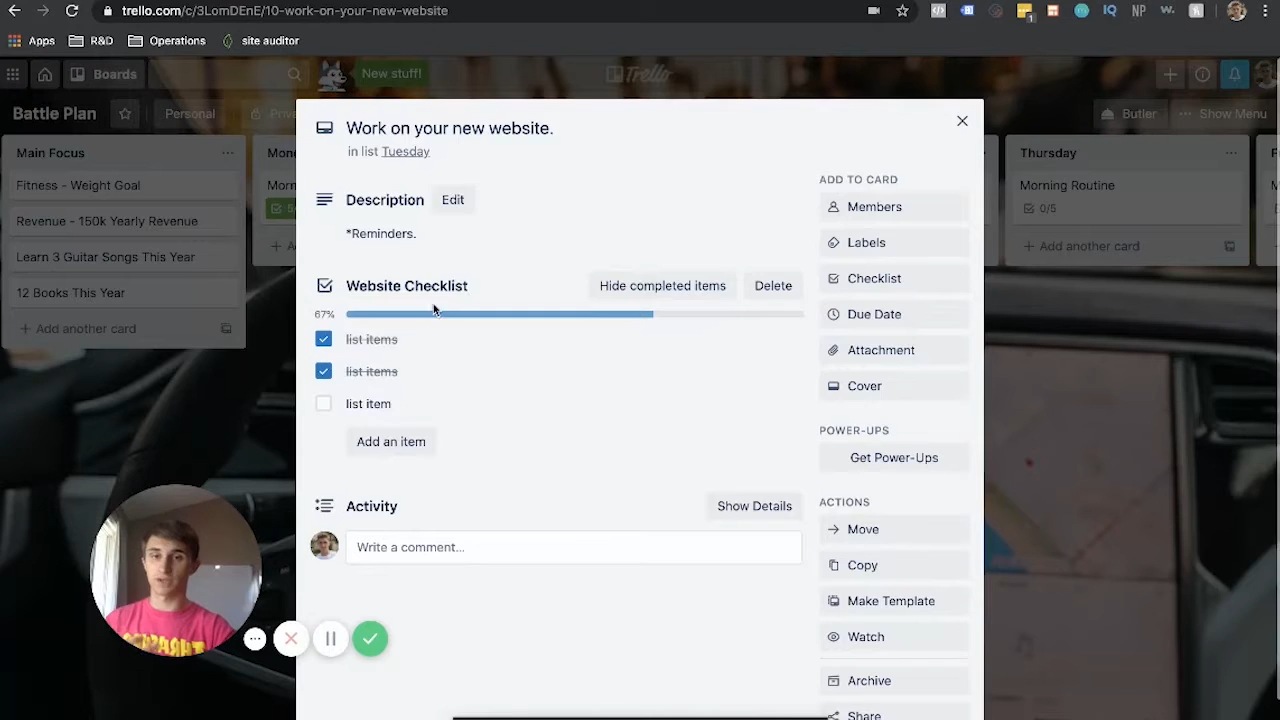 trello.com/c/3LomDEnE/10-work-on-your-new-website
NP
1
Apps
R&D
Operations
site auditor
Boards
New stuff!
Trello
Battle Plan
Personal
Butler
Show Menu
Main Focus
Fitness - Weight Goal
Revenue - 150k Yearly Revenue
Learn 3 Guitar Songs This Year
12 Books This Year
+ Add another card
Work on your new website.
in list Tuesday
Description
Edit
*Reminders.
Website Checklist
Hide completed items
Delete
67%
list items
list items
list item
Add an item
Activity
Show Details
Write a comment...
ADD TO CARD
Members
Labels
Checklist
Due Date
Attachment
Cover
POWER-UPS
Get Power-Ups
ACTIONS
Move
Copy
Make Template
Watch
Archive
Share
Thursday
Morning Routine
0/5
+ Add another card